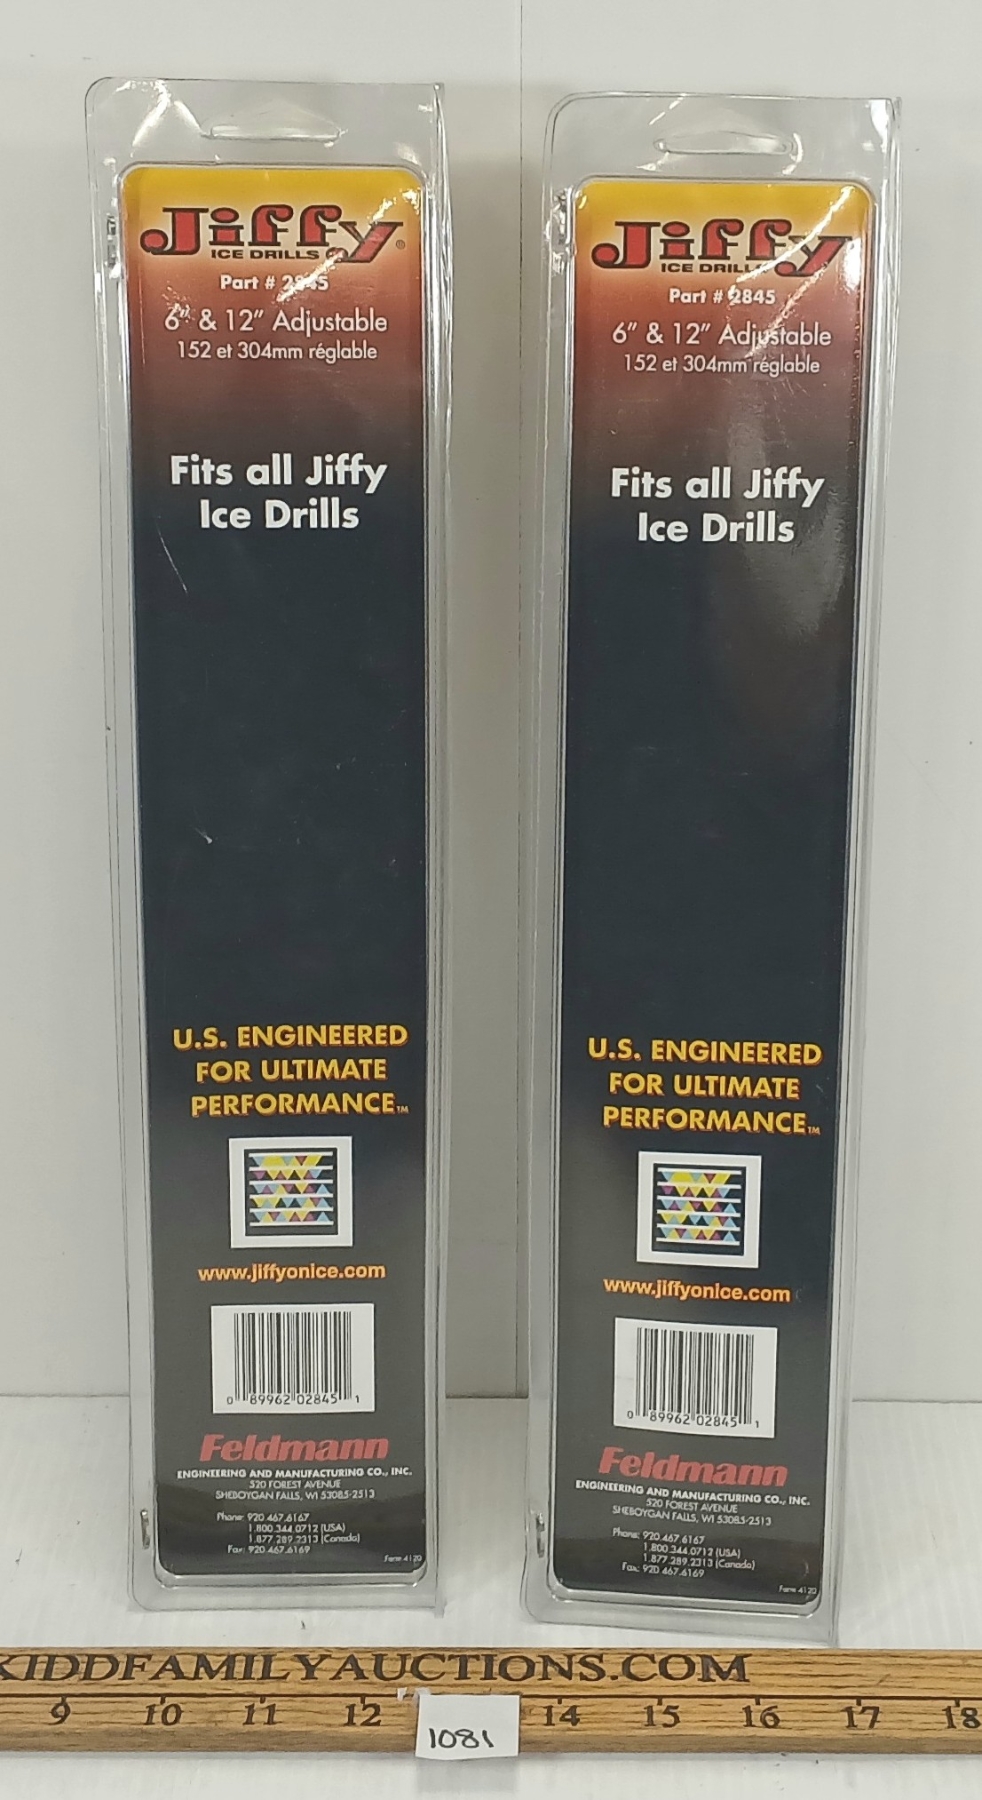 Jiffy®
ICE DRILLS
Part # 2845
6” & 12” Adjustable
152 et 304mm réglable
Fits all Jiffy
Ice Drills
U.S. ENGINEERED
FOR ULTIMATE
PERFORMANCE™
www.jiffyonice.com
0 89962 02845 1
Feldmann
ENGINEERING AND MANUFACTURING CO., INC.
520 FOREST AVENUE
SHEBOYGAN FALLS, WI 53085-2513
Phone: 920.467.6167
1.800.344.0712 (USA)
1.877.289.2313 (Canada)
Fax: 920.467.6169
Form 4120
Jiffy
ICE DRILLS
Part # 2845
6” & 12” Adjustable
152 et 304mm réglable
Fits all Jiffy
Ice Drills
U.S. ENGINEERED
FOR ULTIMATE
PERFORMANCE™
www.jiffyonice.com
0 89962 02845 1
Feldmann
ENGINEERING AND MANUFACTURING CO., INC.
520 FOREST AVENUE
SHEBOYGAN FALLS, WI 53085-2513
Phone: 920.467.6167
1.800.344.0712 (USA)
1.877.289.2313 (Canada)
Fax: 920.467.6169
Form 4120
KIDDFAMILYAUCTIONS.COM
9 10 11 12 14 15 16 17 18
1081